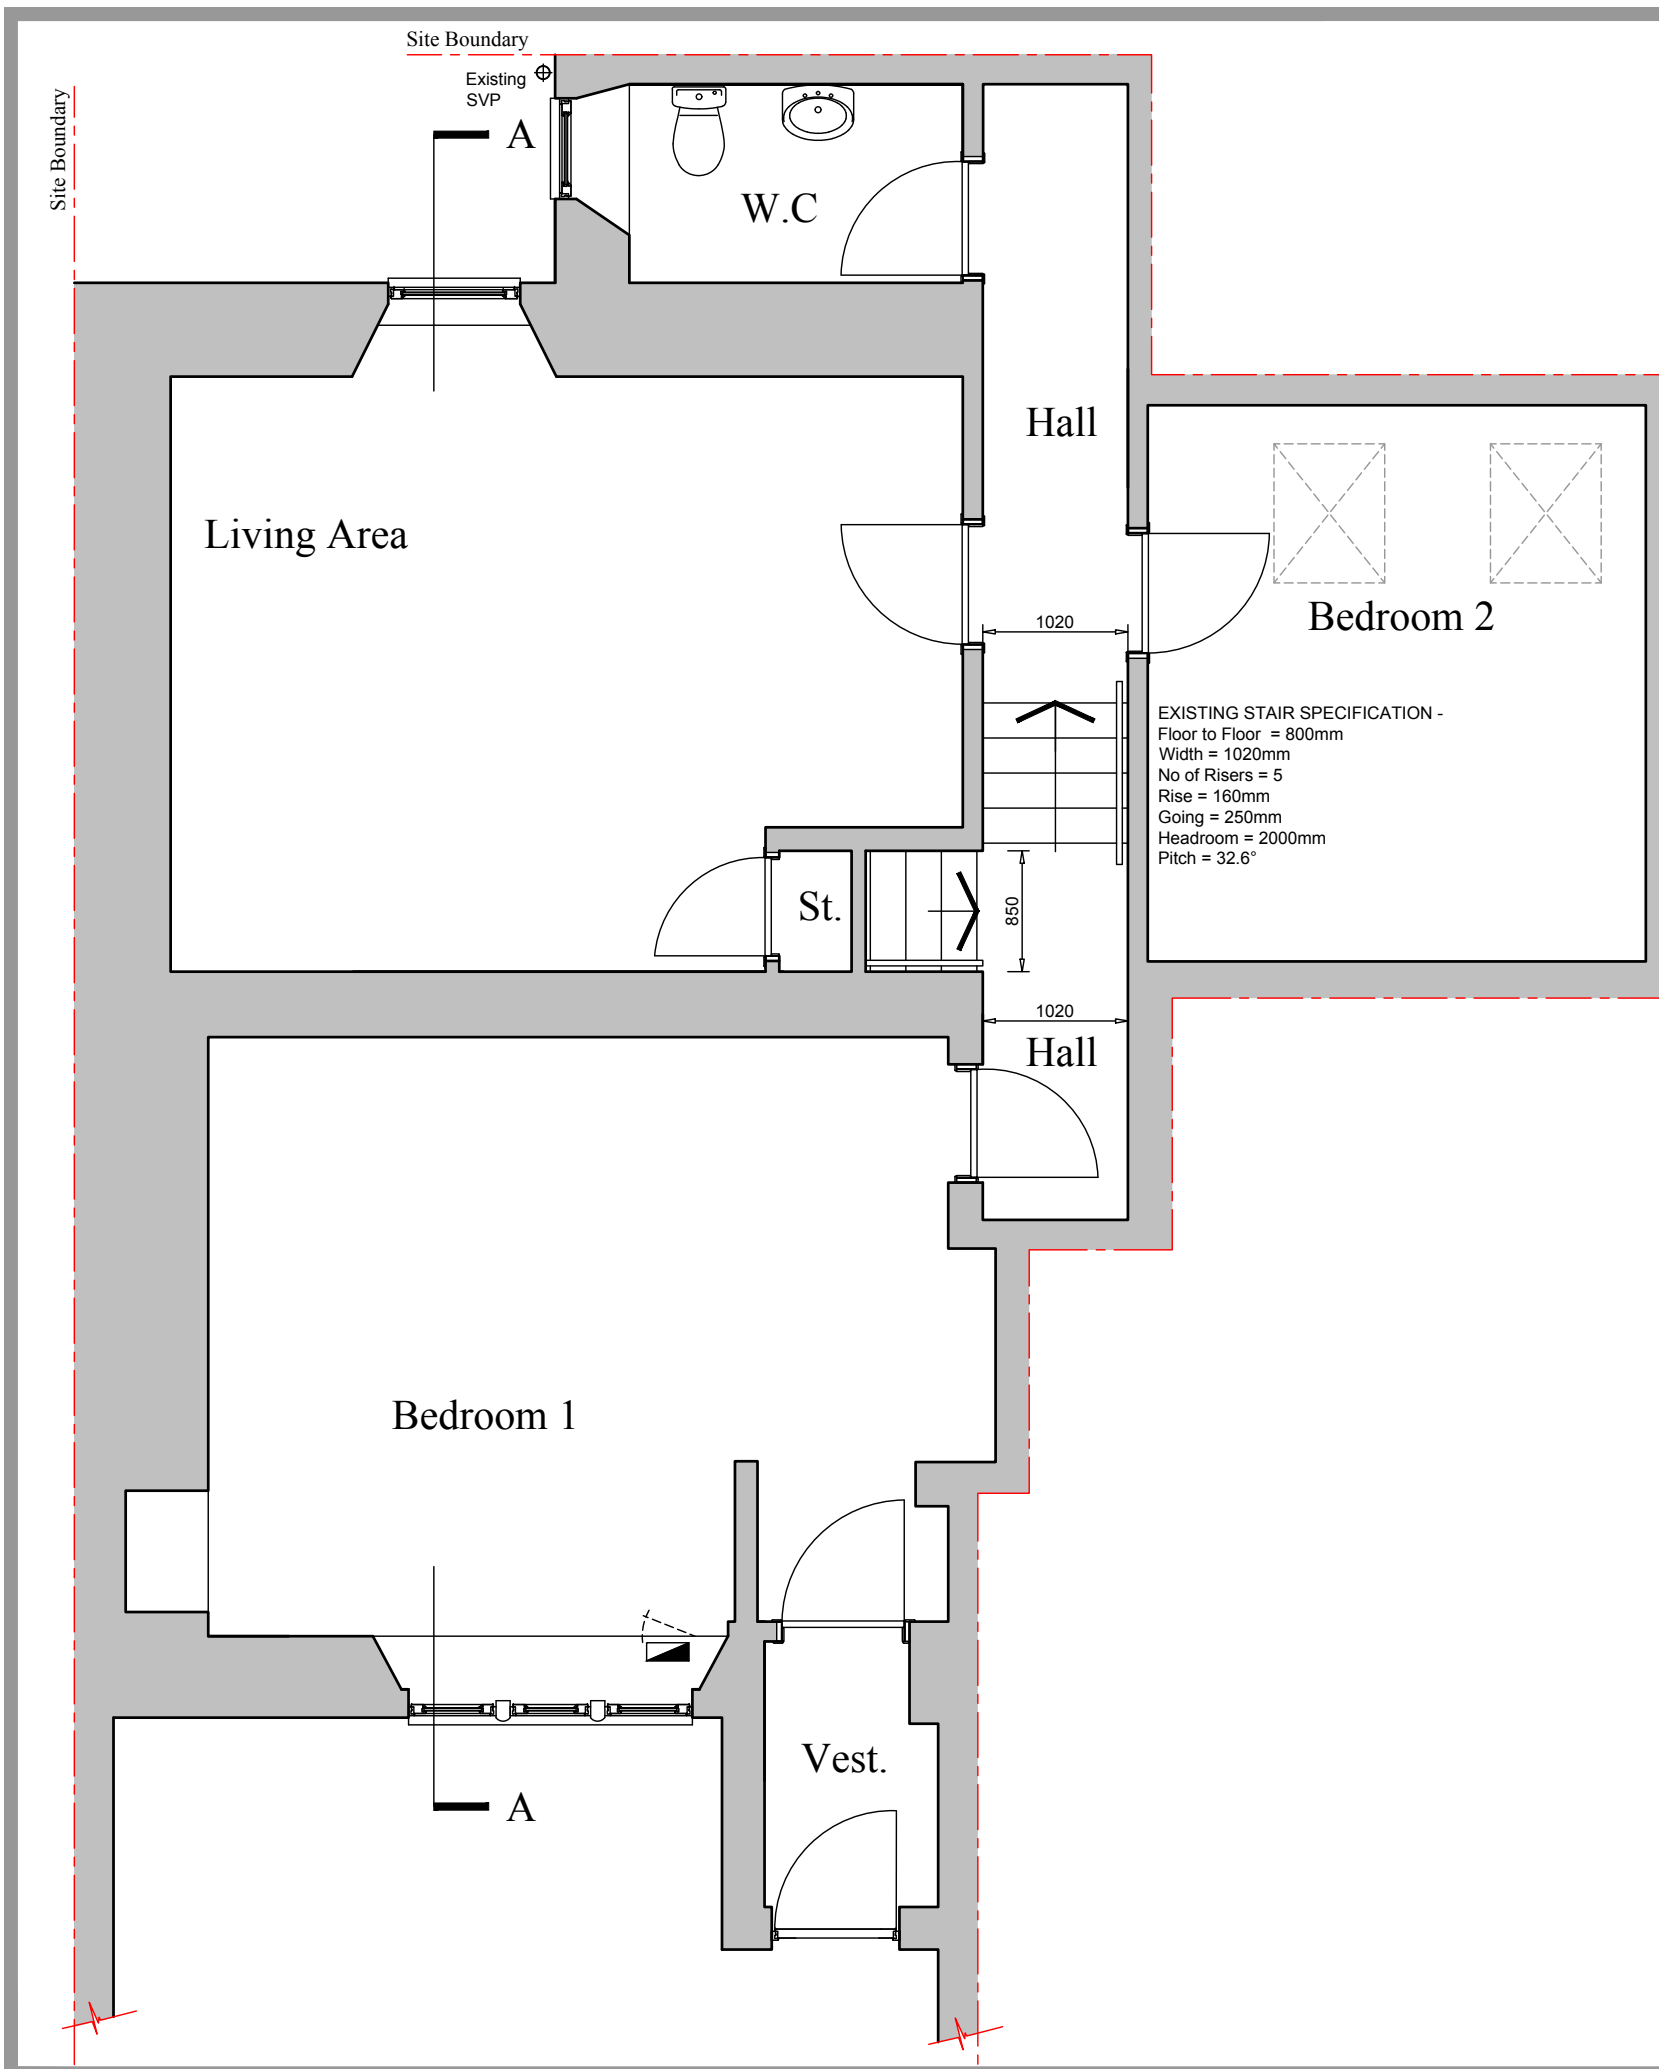 Site Boundary
Site Boundary
Existing
SVP
A
W.C
Hall
Living Area
1020
Bedroom 2
EXISTING STAIR SPECIFICATION -
Floor to Floor = 800mm
Width = 1020mm
No of Risers = 5
Rise = 160mm
Going = 250mm
Headroom = 2000mm
Pitch = 32.6°
St.
850
1020
Hall
Bedroom 1
Vest.
A